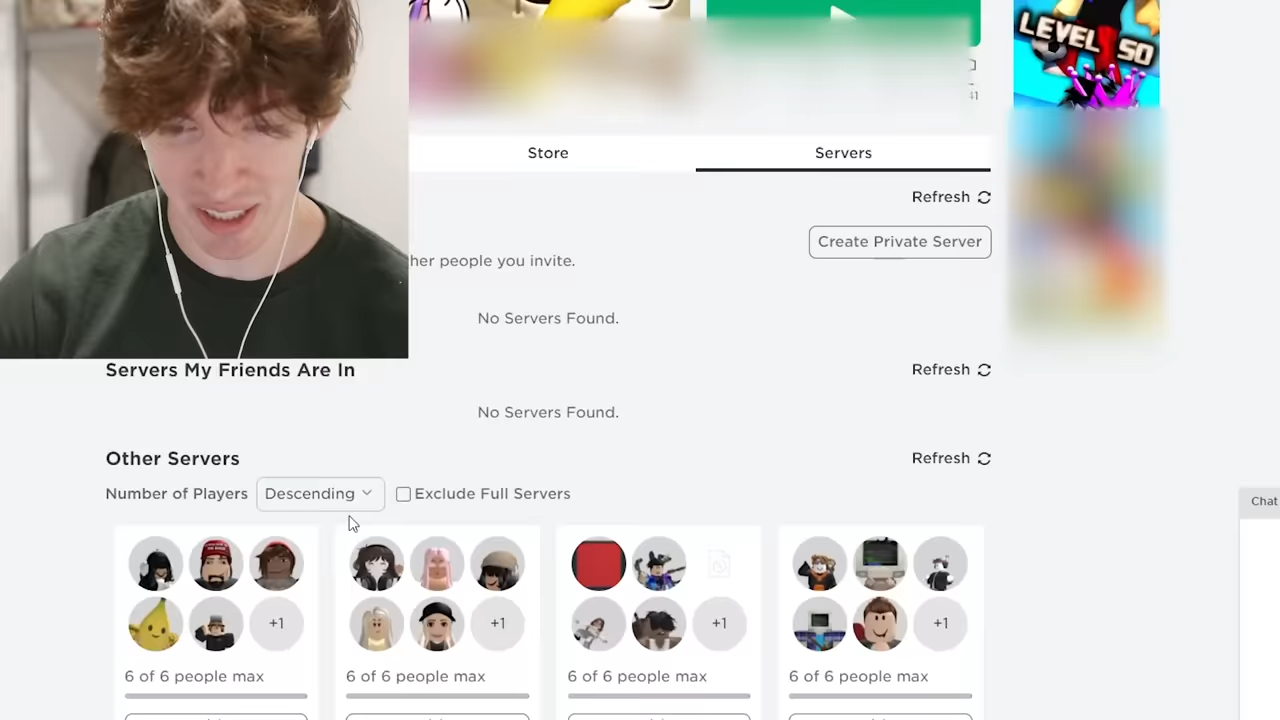 LEVEL 50
41
Store
Servers
Refresh
Create Private Server
her people you invite.
No Servers Found.
Servers My Friends Are In
Refresh
No Servers Found.
Other Servers
Refresh
Number of Players
Descending
Exclude Full Servers
Chat
+1
+1
+1
+1
6 of 6 people max
6 of 6 people max
6 of 6 people max
6 of 6 people max